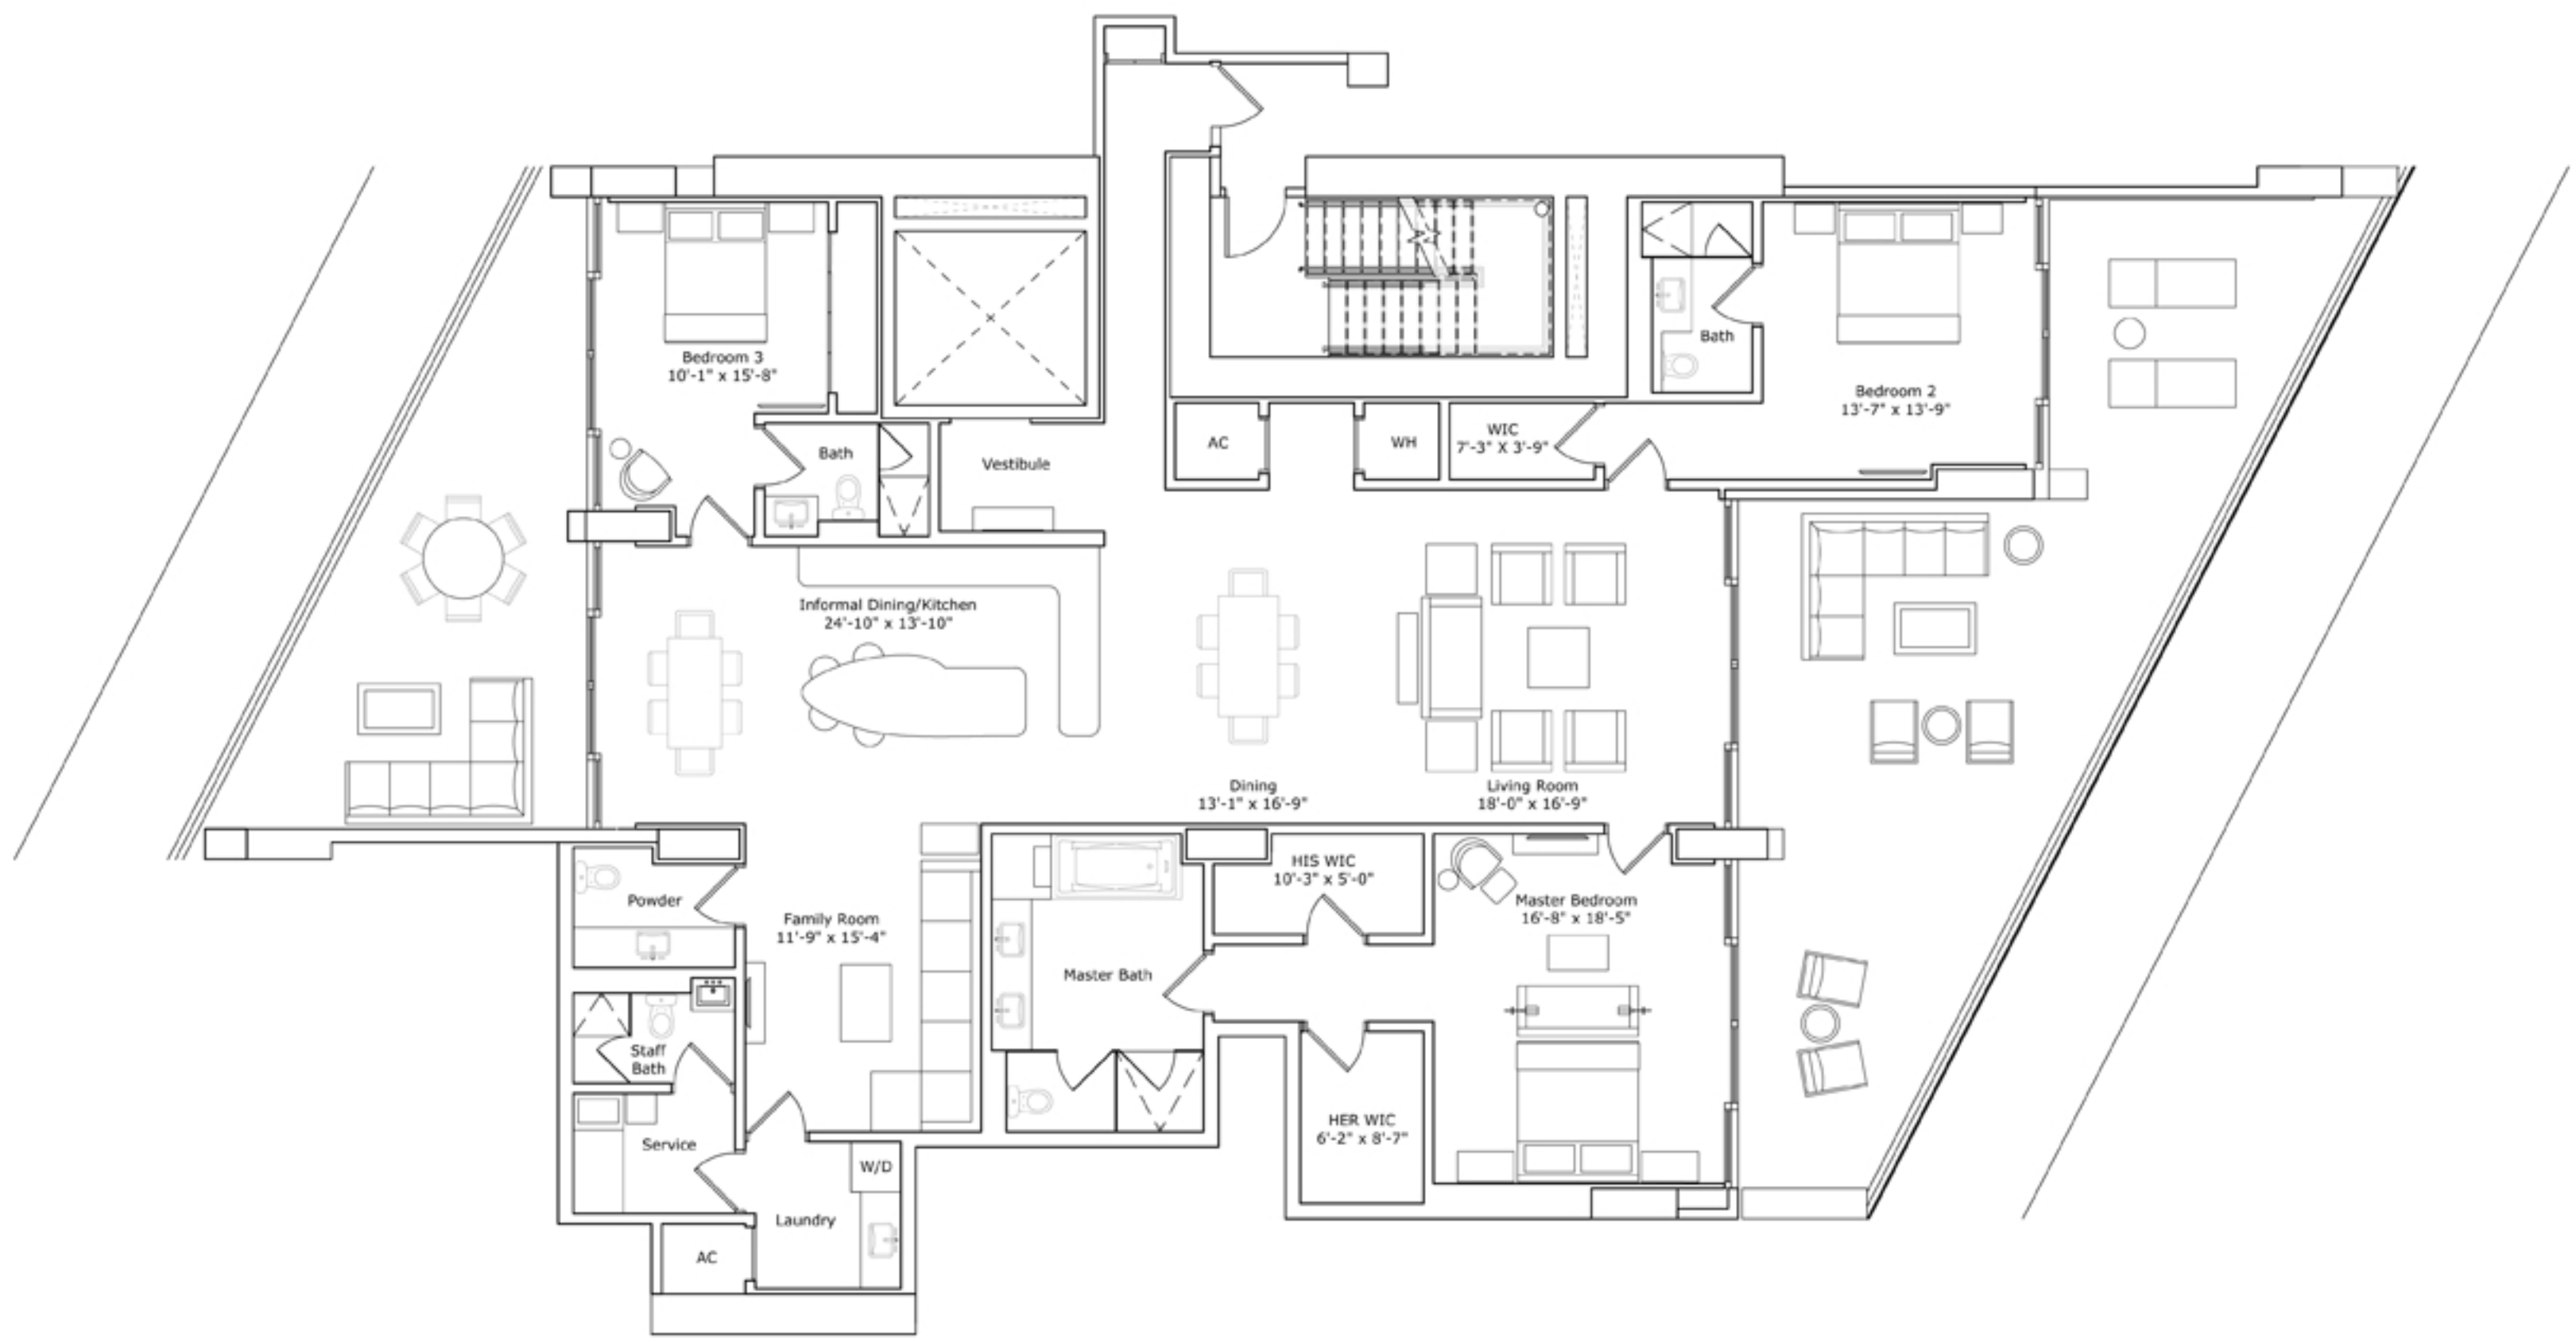 Bedroom 3
10'-1" x 15'-8"
Bath
Vestibule
AC
WH
WIC
7'-3" X 3'-9"
Bath
Bedroom 2
13'-7" x 13'-9"
Informal Dining/Kitchen
24'-10" x 13'-10"
Dining
13'-1" x 16'-9"
Living Room
18'-0" x 16'-9"
Powder
Family Room
11'-9" x 15'-4"
Master Bath
HIS WIC
10'-3" x 5'-0"
Master Bedroom
16'-8" x 18'-5"
Staff
Bath
Service
W/D
HER WIC
6'-2" x 8'-7"
Laundry
AC